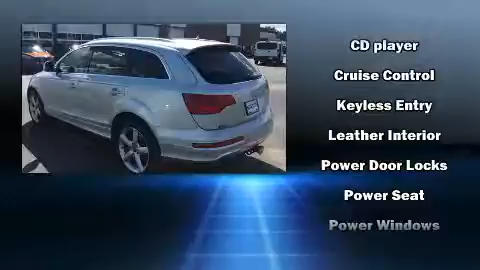 CD player
Cruise Control
Keyless Entry
Leather Interior
Power Door Locks
Power Seat
Power Windows